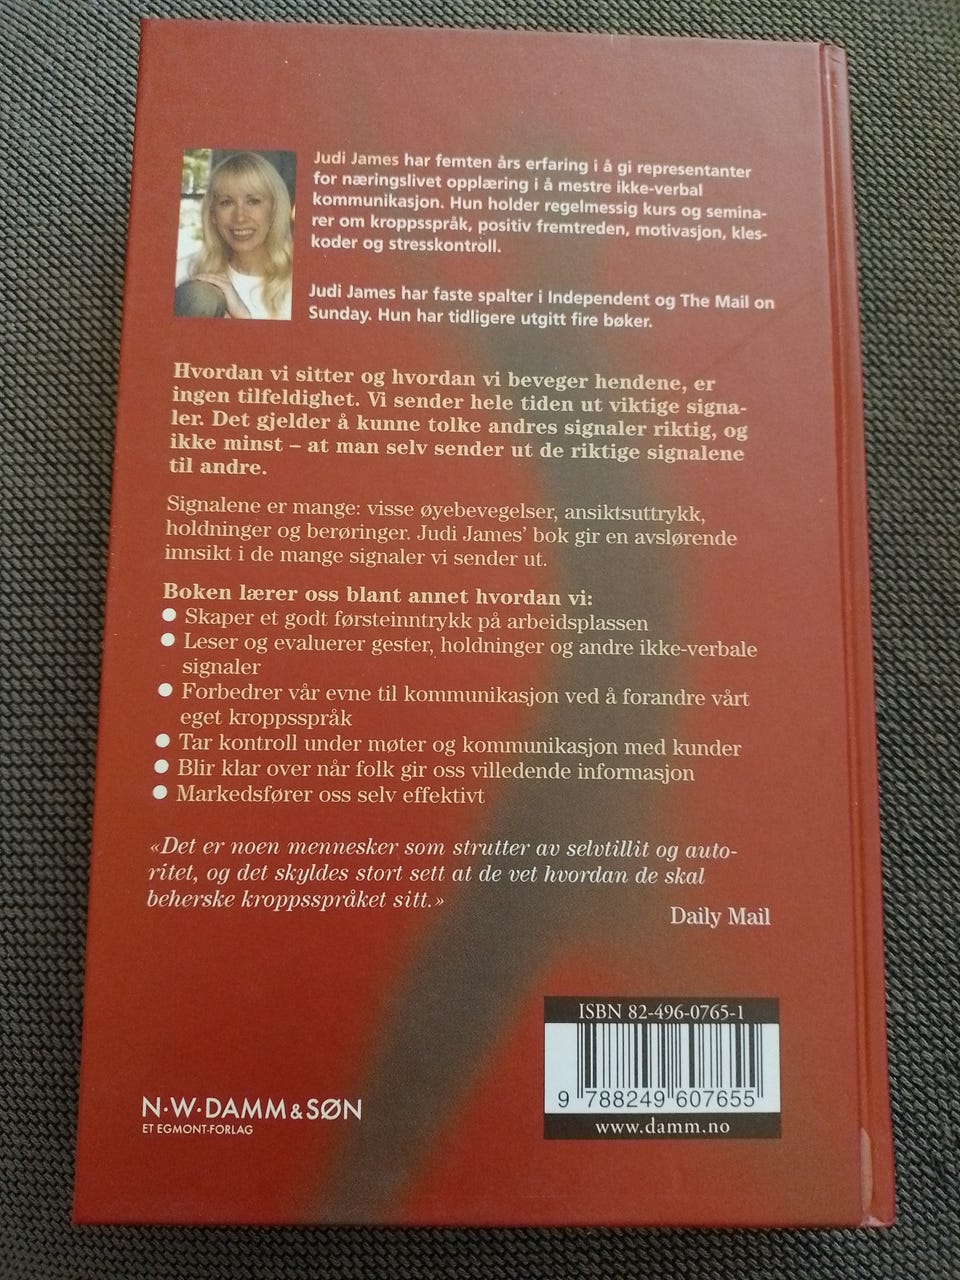 Judi James har femten års erfaring i å gi representanter
for næringslivet opplæring i å mestre ikke-verbal
kommunikasjon. Hun holder regelmessig kurs og semina-
rer om kroppsspråk, positiv fremtreden, motivasjon, kles-
koder og stresskontroll.
Judi James har faste spalter i Independent og The Mail on
Sunday. Hun har tidligere utgitt fire bøker.
Hvordan vi sitter og hvordan vi beveger hendene, er
ingen tilfeldighet. Vi sender hele tiden ut viktige signa-
ler. Det gjelder å kunne tolke andres signaler riktig, og
ikke minst – at man selv sender ut de riktige signalene
til andre.
Signalene er mange: visse øyebevegelser, ansiktsuttrykk,
holdninger og berøringer. Judi James' bok gir en avslørende
innsikt i de mange signaler vi sender ut.
Boken lærer oss blant annet hvordan vi:
● Skaper et godt førsteinntrykk på arbeidsplassen
● Leser og evaluerer gester, holdninger og andre ikke-verbale
signaler
● Forbedrer vår evne til kommunikasjon ved å forandre vårt
eget kroppsspråk
● Tar kontroll under møter og kommunikasjon med kunder
● Blir klar over når folk gir oss villedende informasjon
● Markedsfører oss selv effektivt
«Det er noen mennesker som strutter av selvtillit og auto-
ritet, og det skyldes stort sett at de vet hvordan de skal
beherske kroppsspråket sitt.»
Daily Mail
ISBN 82-496-0765-1
9 788249 607655
www.damm.no
N·W·DAMM & SØN
ET EGMONT-FORLAG